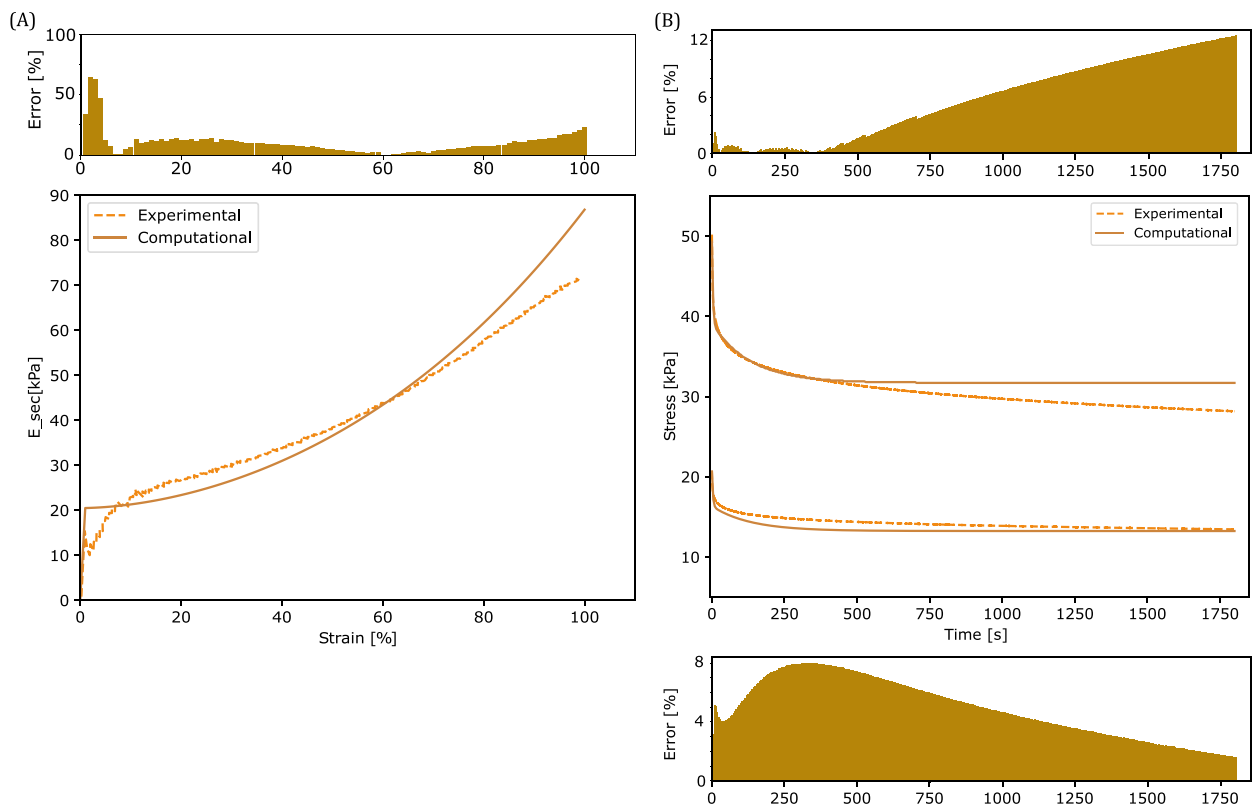 (A)
Error [%]
100
50
0
0 20 40 60 80 100
E_sec[kPa]
90
80
70
60
50
40
30
20
10
0
Experimental
Computational
0 20 40 60 80 100
Strain [%]
(B)
Error [%]
12
6
0
0 250 500 750 1000 1250 1500 1750
Stress [kPa]
50
40
30
20
10
Experimental
Computational
0 250 500 750 1000 1250 1500 1750
Time [s]
Error [%]
8
4
0
0 250 500 750 1000 1250 1500 1750